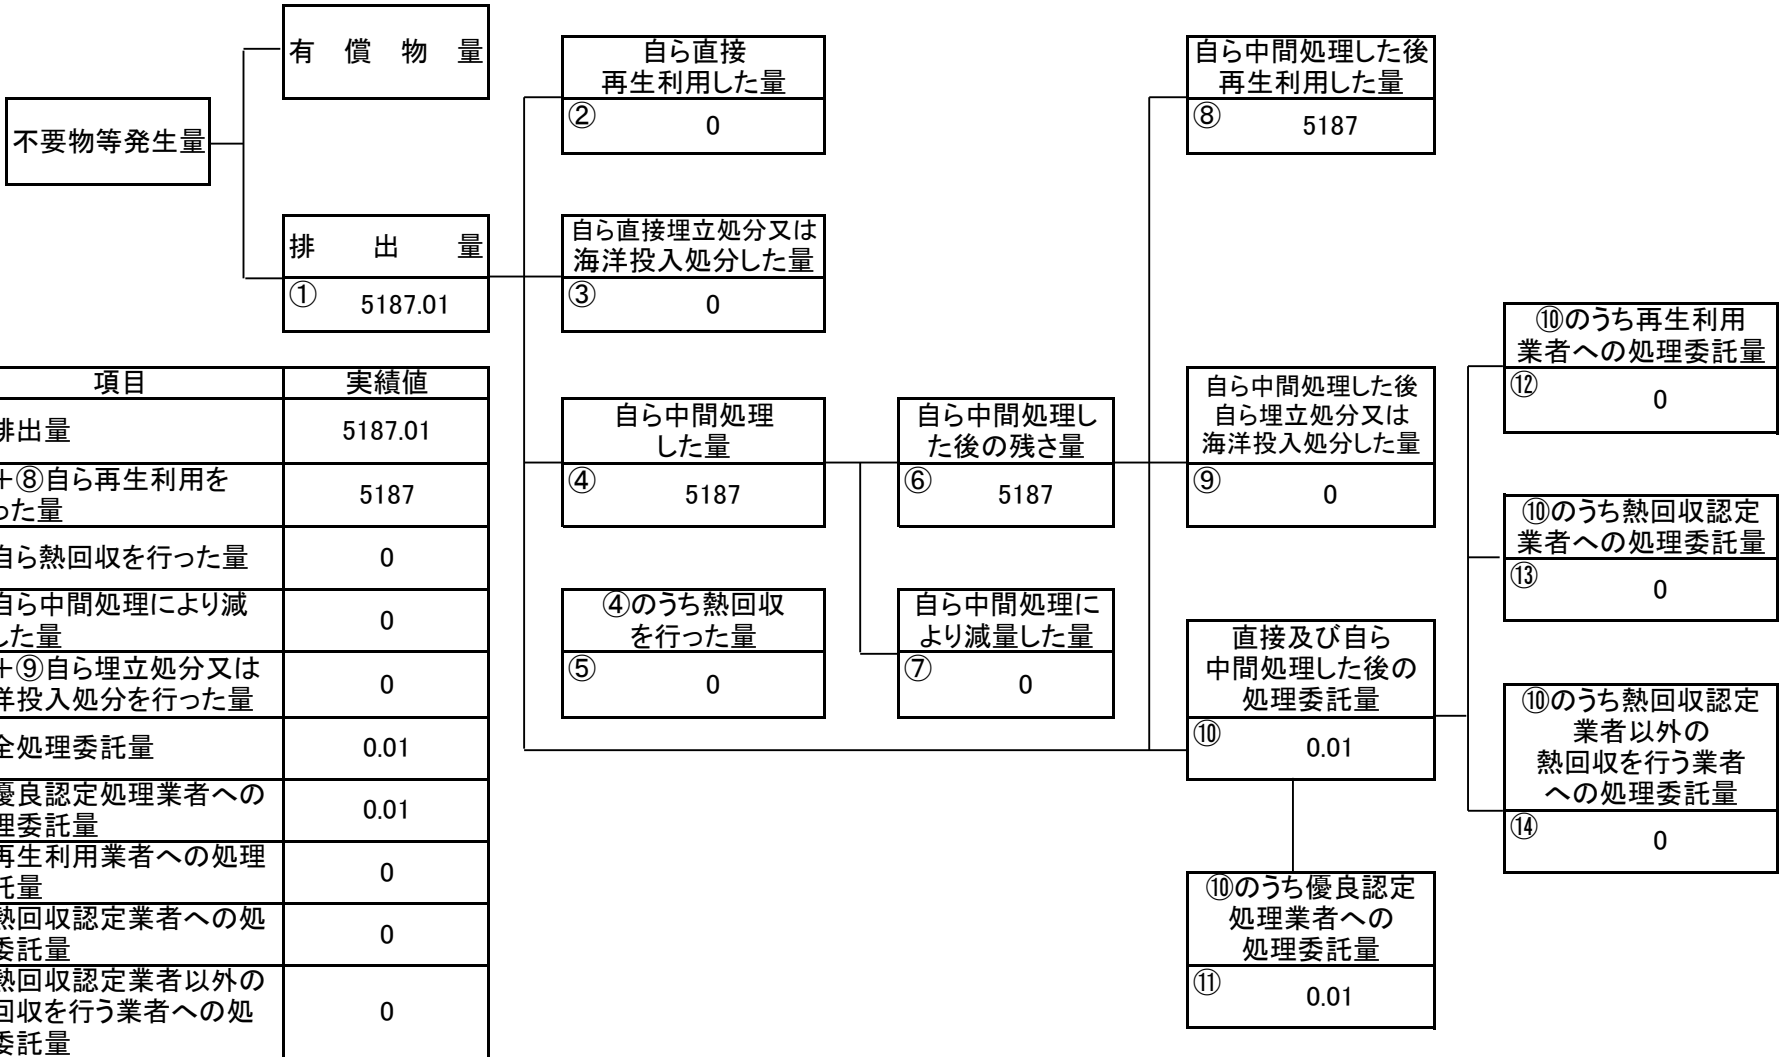 有償物量
不要物等発生量
排出量
① 5187.01
自ら直接
再生利用した量
② 0
自ら直接埋立処分又は
海洋投入処分した量
③ 0
自ら中間処理
した量
④ 5187
④のうち熱回収
を行った量
⑤ 0
自ら中間処理し
た後の残さ量
⑥ 5187
自ら中間処理に
より減量した量
⑦ 0
自ら中間処理した後
再生利用した量
⑧ 5187
自ら中間処理した後
自ら埋立処分又は
海洋投入処分した量
⑨ 0
直接及び自ら
中間処理した後の
処理委託量
⑩ 0.01
⑩のうち優良認定
処理業者への
処理委託量
⑪ 0.01
⑩のうち再生利用
業者への処理委託量
⑫ 0
⑩のうち熱回収認定
業者への処理委託量
⑬ 0
⑩のうち熱回収認定
業者以外の
熱回収を行う業者
への処理委託量
⑭ 0
項目 実績値
排出量 5187.01
+⑧自ら再生利用を
った量 5187
自ら熱回収を行った量 0
自ら中間処理により減
した量 0
+⑨自ら埋立処分又は
洋投入処分を行った量 0
全処理委託量 0.01
優良認定処理業者への
理委託量 0.01
再生利用業者への処理
託量 0
熱回収認定業者への処
委託量 0
熱回収認定業者以外の
回収を行う業者への処
委託量 0